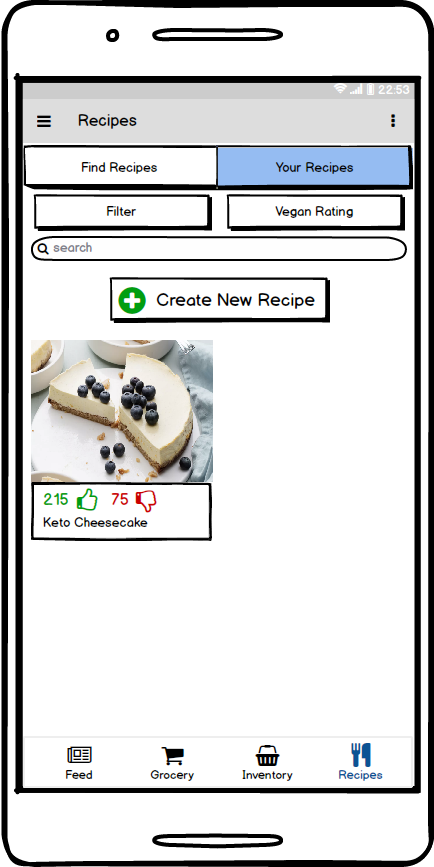 22:53
Recipes
Find Recipes
Your Recipes
Filter
Vegan Rating
search
Create New Recipe
215
75
Keto Cheesecake
Feed
Grocery
Inventory
Recipes